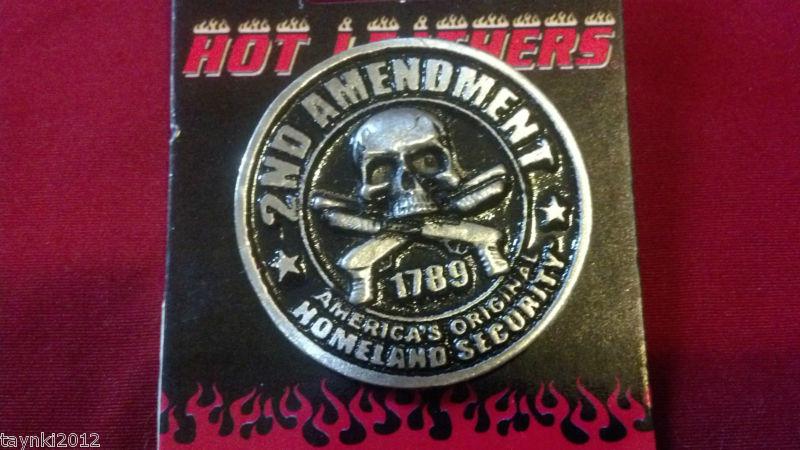 HOT LEATHERS
2ND AMENDMENT
1789
AMERICA'S ORIGINAL
HOMELAND SECURITY
taynki2012